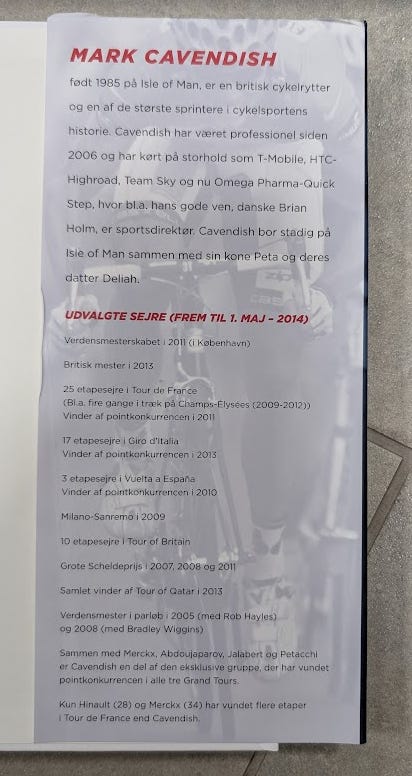 MARK CAVENDISH
født 1985 på Isle of Man, er en britisk cykelrytter
og en af de største sprintere i cykelsportens
historie. Cavendish har været professionel siden
2006 og har kørt på storhold som T-Mobile, HTC-
Highroad, Team Sky og nu Omega Pharma-Quick
Step, hvor bl.a. hans gode ven, danske Brian
Holm, er sportsdirektør. Cavendish bor stadig på
Isle of Man sammen med sin kone Peta og deres
datter Deliah.
UDVALGTE SEJRE (FREM TIL 1. MAJ – 2014)
Verdensmesterskabet i 2011 (i København)
Britisk mester i 2013
25 etapesejre i Tour de France
(Bl.a. fire gange i træk på Champs-Élysées (2009-2012))
Vinder af pointkonkurrencen i 2011
17 etapesejre i Giro d'Italia
Vinder af pointkonkurrencen i 2013
3 etapesejre i Vuelta a España
Vinder af pointkonkurrencen i 2010
Milano-Sanremo i 2009
10 etapesejre i Tour of Britain
Grote Scheldeprijs i 2007, 2008 og 2011
Samlet vinder af Tour of Qatar i 2013
Verdensmester i parløb i 2005 (med Rob Hayles)
og 2008 (med Bradley Wiggins)
Sammen med Merckx, Abdoujaparov, Jalabert og Petacchi
er Cavendish en del af den eksklusive gruppe, der har vundet
pointkonkurrencen i alle tre Grand Tours.
Kun Hinault (28) og Merckx (34) har vundet flere etaper
i Tour de France end Cavendish.